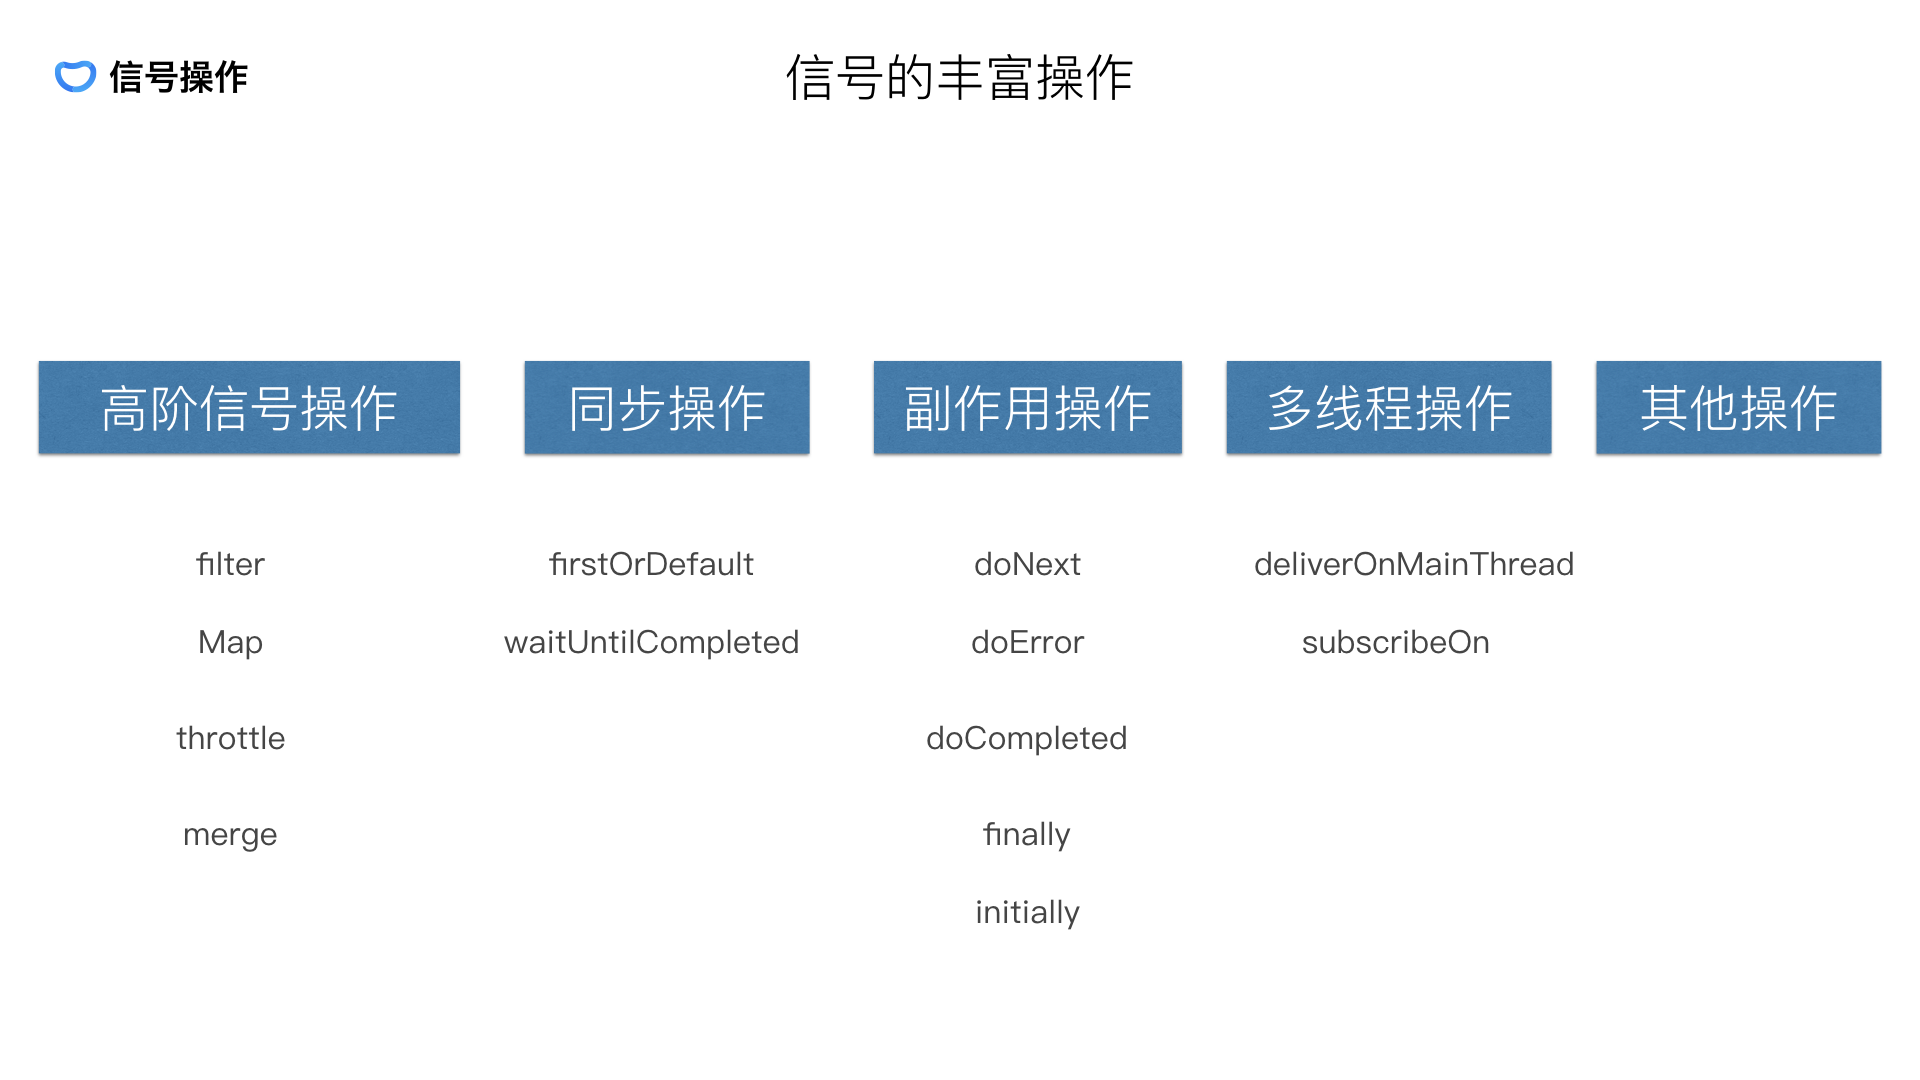 信号操作
信号的丰富操作
高阶信号操作
同步操作
副作用操作
多线程操作
其他操作
filter
Map
throttle
merge
firstOrDefault
waitUntilCompleted
doNext
doError
doCompleted
finally
initially
deliverOnMainThread
subscribeOn